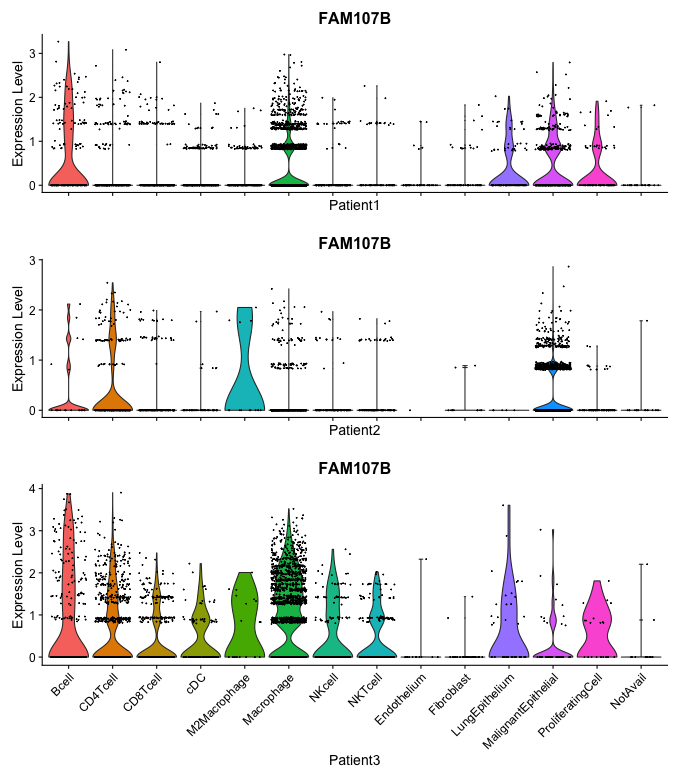 FAM107B
Expression Level
3
2
1
0
Patient1
FAM107B
Expression Level
3
2
1
0
Patient2
FAM107B
Expression Level
4
3
2
1
0
Bcell
CD4Tcell
CD8Tcell
cDC
M2Macrophage
Macrophage
NKcell
NKTcell
Endothelium
Fibroblast
LungEpithelium
MalignantEpithelial
ProliferatingCell
NotAvail
Patient3